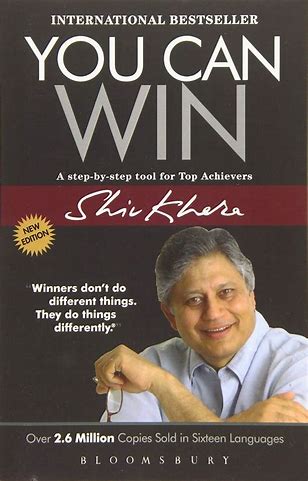 INTERNATIONAL BESTSELLER
YOU CAN
WIN
A step-by-step tool for Top Achievers
Shiv Khera
NEW
EDITION
"Winners don't do
different things.
They do things
differently."
Over 2.6 Million Copies Sold in Sixteen Languages
BLOOMSBURY